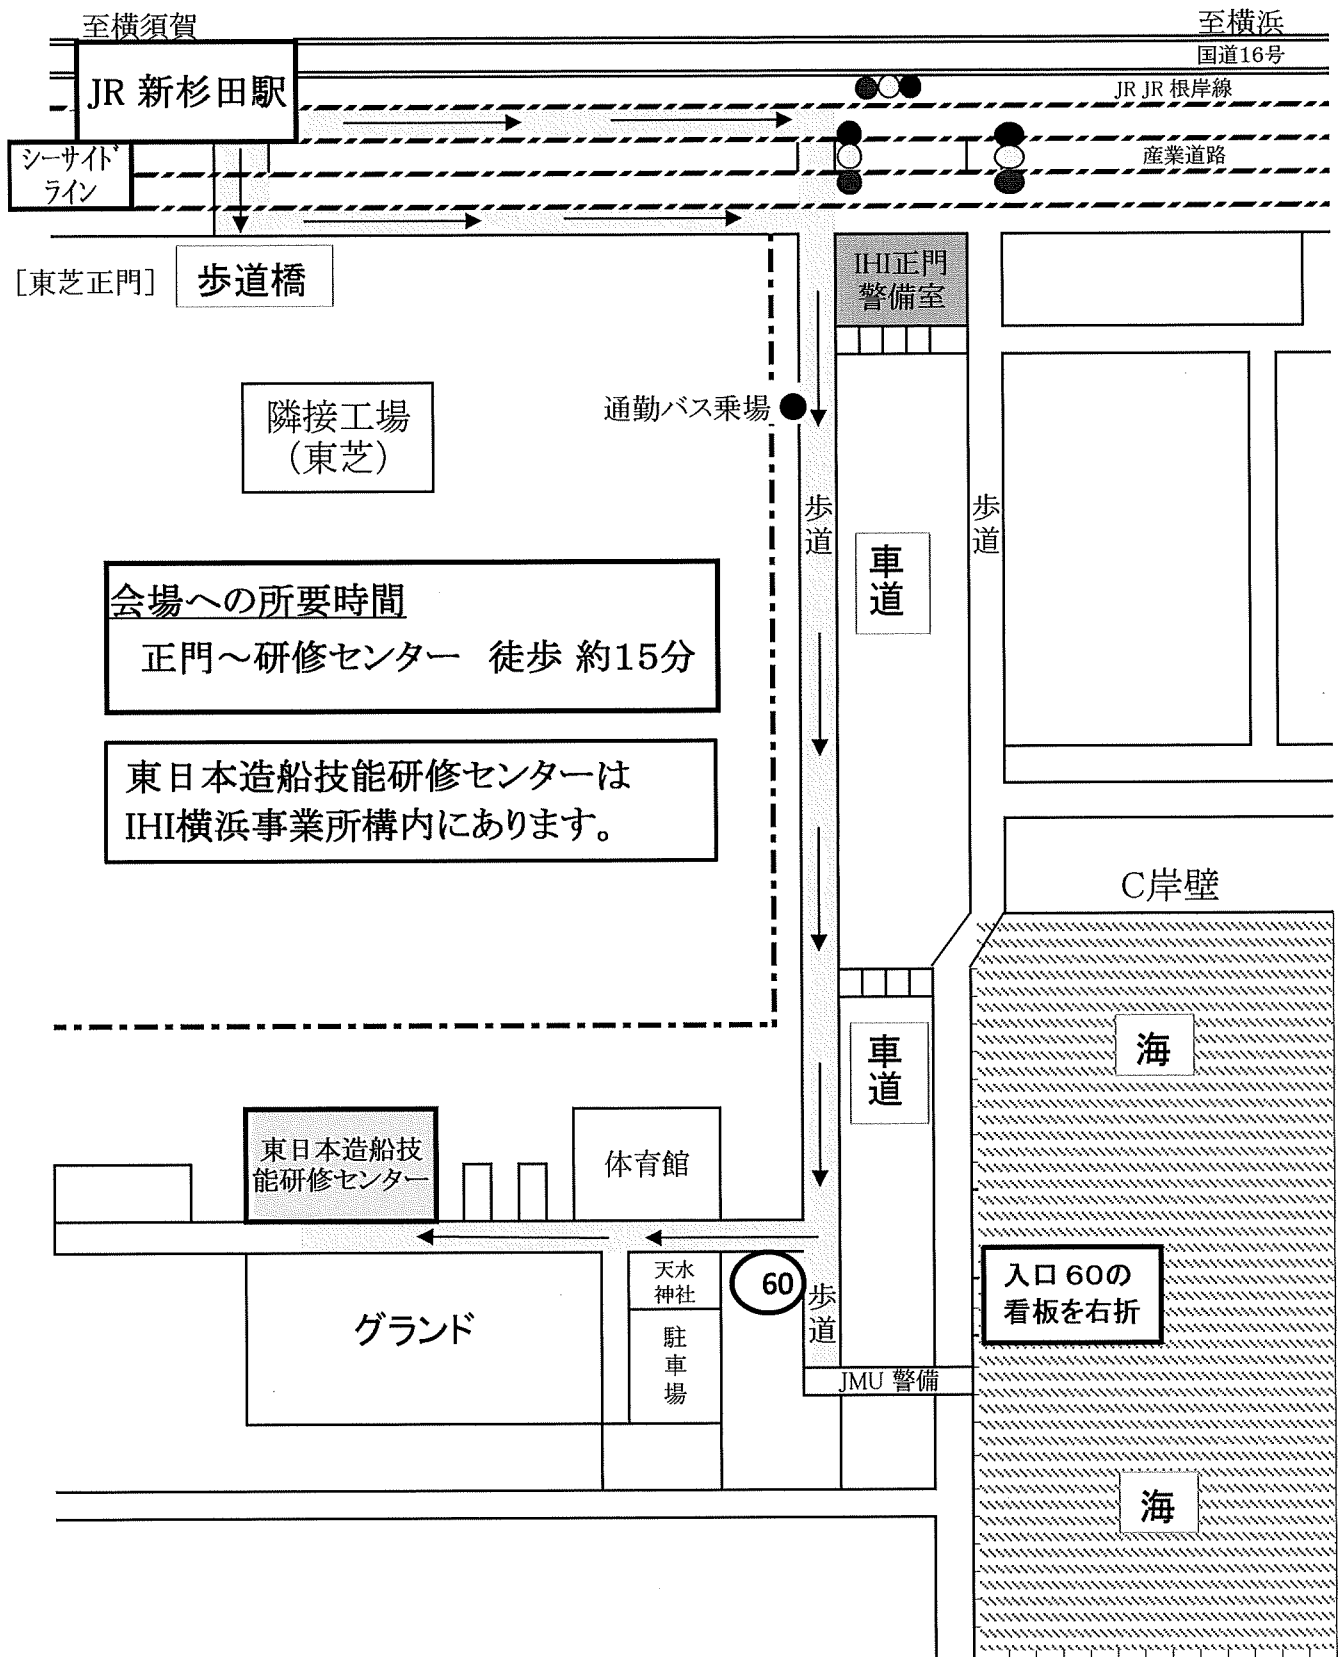 至横須賀
至横浜
国道16号
JR 新杉田駅
JR JR 根岸線
シーサイド
ライン
産業道路
[東芝正門]
歩道橋
IHI正門
警備室
隣接工場
(東芝)
通勤バス乗場
歩道
車道
歩道
会場への所要時間
正門～研修センター 徒歩 約15分
東日本造船技能研修センターは
IHI横浜事業所構内にあります。
C岸壁
海
車道
東日本造船技
能研修センター
体育館
天水
神社
60
歩道
入口 60の
看板を右折
グランド
駐車場
JMU 警備
海